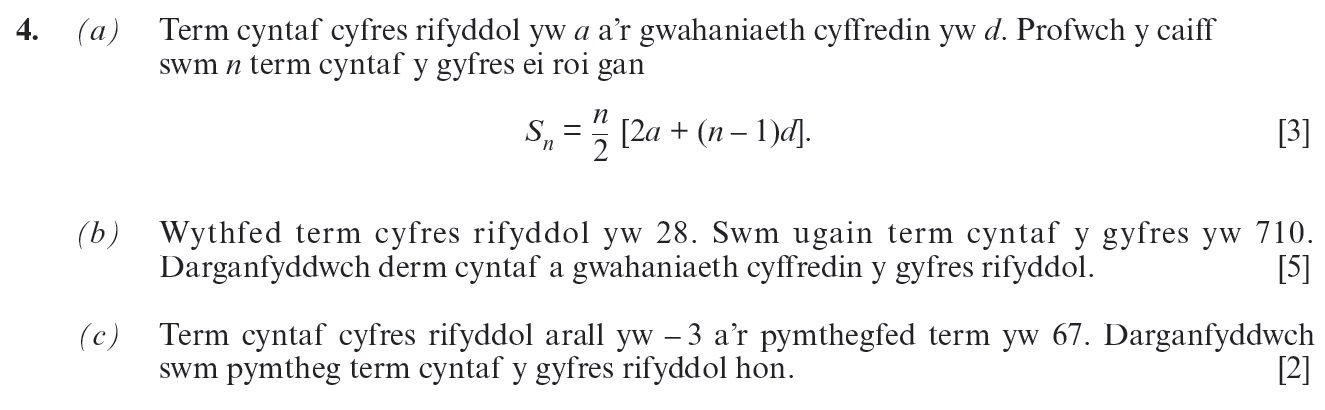 4. (a) Term cyntaf cyfres rifyddol yw a a'r gwahaniaeth cyffredin yw d. Profwch y caiff
swm n term cyntaf y gyfres ei roi gan
S_n = n/2 [2a + (n – 1)d]. [3]
(b) Wythfed term cyfres rifyddol yw 28. Swm ugain term cyntaf y gyfres yw 710.
Darganfyddwch derm cyntaf a gwahaniaeth cyffredin y gyfres rifyddol. [5]
(c) Term cyntaf cyfres rifyddol arall yw – 3 a'r pymthegfed term yw 67. Darganfyddwch
swm pymtheg term cyntaf y gyfres rifyddol hon. [2]